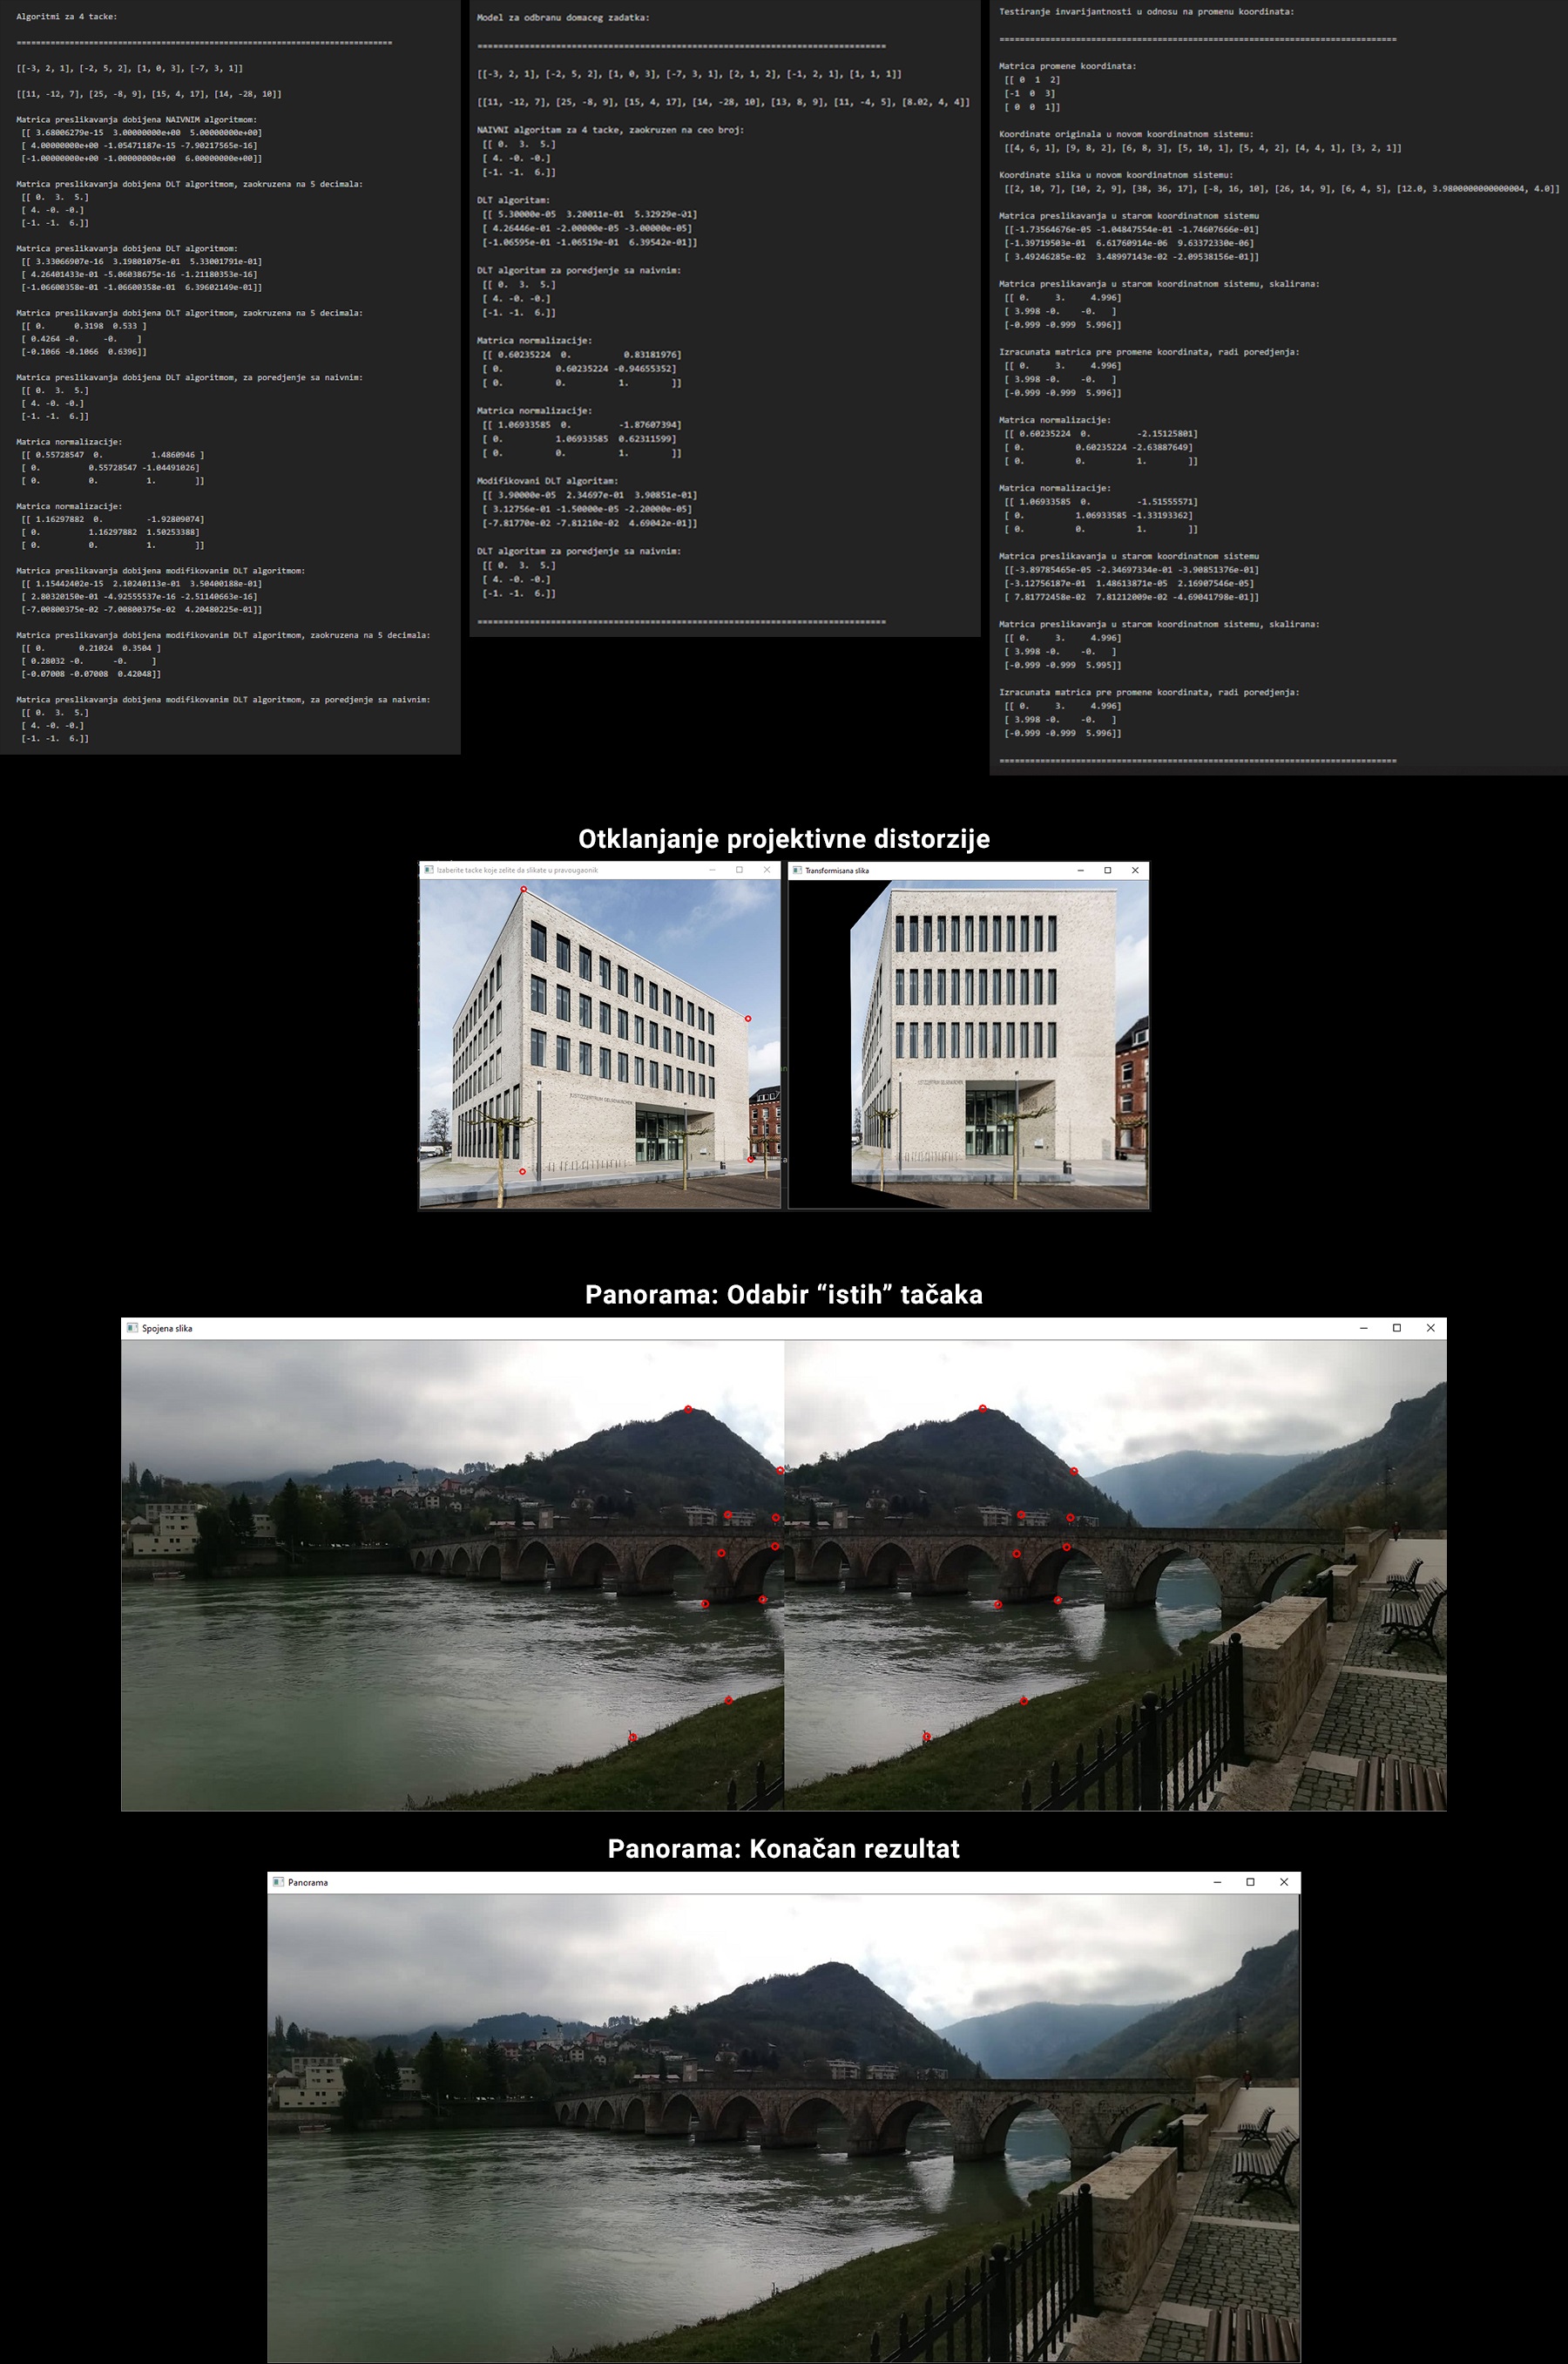 Algoritmi za 4 tacke:
==============================================================================
[[-3, 2, 1], [-2, 5, 2], [1, 0, 3], [-7, 3, 1]]
[[11, -12, 7], [25, -8, 9], [15, 4, 17], [14, -28, 10]]
Matrica preslikavanja dobijena NAIVNIM algoritmom:
[[ 3.68006279e-15 3.00000000e+00 5.00000000e+00]
[ 4.00000000e+00 -1.05471187e-15 -7.90217565e-16]
[-1.00000000e+00 -1.00000000e+00 6.00000000e+00]]
Matrica preslikavanja dobijena DLT algoritmom, zaokruzena na 5 decimala:
[[ 0. 3. 5.]
[ 4. -0. -0.]
[-1. -1. 6.]]
Matrica preslikavanja dobijena DLT algoritmom:
[[ 3.33066907e-16 3.19801075e-01 5.33001791e-01]
[ 4.26401433e-01 -5.06038675e-16 -1.21180353e-16]
[-1.06600358e-01 -1.06600358e-01 6.39602149e-01]]
Matrica preslikavanja dobijena DLT algoritmom, zaokruzena na 5 decimala:
[[ 0. 0.3198 0.533 ]
[ 0.4264 -0. -0. ]
[-0.1066 -0.1066 0.6396]]
Matrica preslikavanja dobijena DLT algoritmom, za poredjenje sa naivnim:
[[ 0. 3. 5.]
[ 4. -0. -0.]
[-1. -1. 6.]]
Matrica normalizacije:
[[ 0.55728547 0. 1.4860946 ]
[ 0. 0.55728547 -1.04491026]
[ 0. 0. 1. ]]
Matrica normalizacije:
[[ 1.16297882 0. -1.92809074]
[ 0. 1.16297882 1.50253388]
[ 0. 0. 1. ]]
Matrica preslikavanja dobijena modifikovanim DLT algoritmom:
[[ 1.15442402e-15 2.10240113e-01 3.50400188e-01]
[ 2.80320150e-01 -4.92555537e-16 -2.51140663e-16]
[-7.00800375e-02 -7.00800375e-02 4.20480225e-01]]
Matrica preslikavanja dobijena modifikovanim DLT algoritmom, zaokruzena na 5 decimala:
[[ 0. 0.21024 0.3504 ]
[ 0.28032 -0. -0. ]
[-0.07008 -0.07008 0.42048]]
Matrica preslikavanja dobijena modifikovanim DLT algoritmom, za poredjenje sa naivnim:
[[ 0. 3. 5.]
[ 4. -0. -0.]
[-1. -1. 6.]]
Model za odbranu domaceg zadatka:
==============================================================================
[[-3, 2, 1], [-2, 5, 2], [1, 0, 3], [-7, 3, 1], [2, 1, 2], [-1, 2, 1], [1, 1, 1]]
[[11, -12, 7], [25, -8, 9], [15, 4, 17], [14, -28, 10], [13, 8, 9], [11, -4, 5], [8.02, 4, 4]]
NAIVNI algoritam za 4 tacke, zaokruzen na ceo broj:
[[ 0. 3. 5.]
[ 4. -0. -0.]
[-1. -1. 6.]]
DLT algoritam:
[[ 5.30000e-05 3.20011e-01 5.32929e-01]
[ 4.26446e-01 -2.00000e-05 -3.00000e-05]
[-1.06595e-01 -1.06519e-01 6.39542e-01]]
DLT algoritam za poredjenje sa naivnim:
[[ 0. 3. 5.]
[ 4. -0. -0.]
[-1. -1. 6.]]
Matrica normalizacije:
[[ 0.60235224 0. 0.83181976]
[ 0. 0.60235224 -0.94655352]
[ 0. 0. 1. ]]
Matrica normalizacije:
[[ 1.06933585 0. -1.87607394]
[ 0. 1.06933585 0.62311599]
[ 0. 0. 1. ]]
Modifikovani DLT algoritam:
[[ 3.90000e-05 2.34697e-01 3.90851e-01]
[ 3.12756e-01 -1.50000e-05 -2.20000e-05]
[-7.81770e-02 -7.81210e-02 4.69042e-01]]
DLT algoritam za poredjenje sa naivnim:
[[ 0. 3. 5.]
[ 4. -0. -0.]
[-1. -1. 6.]]
==============================================================================
Testiranje invarijantnosti u odnosu na promenu koordinata:
==============================================================================
Matrica promene koordinata:
[[ 0 1 2]
[-1 0 3]
[ 0 0 1]]
Koordinate originala u novom koordinatnom sistemu:
[[4, 6, 1], [9, 8, 2], [6, 8, 3], [5, 10, 1], [5, 4, 2], [4, 4, 1], [3, 2, 1]]
Koordinate slika u novom koordinatnom sistemu:
[[2, 10, 7], [10, 2, 9], [38, 36, 17], [-8, 16, 10], [26, 14, 9], [6, 4, 5], [12.0, 3.9800000000000004, 4.0]]
Matrica preslikavanja u starom koordinatnom sistemu
[[-1.73564676e-05 -1.04847554e-01 -1.74607666e-01]
[-1.39719503e-01 6.61760914e-06 9.63372330e-06]
[ 3.49246285e-02 3.48997143e-02 -2.09538156e-01]]
Matrica preslikavanja u starom koordinatnom sistemu, skalirana:
[[ 0. 3. 4.996]
[ 3.998 -0. -0. ]
[-0.999 -0.999 5.996]]
Izracunata matrica pre promene koordinata, radi poredjenja:
[[ 0. 3. 4.996]
[ 3.998 -0. -0. ]
[-0.999 -0.999 5.996]]
Matrica normalizacije:
[[ 0.60235224 0. -2.15125801]
[ 0. 0.60235224 -2.63887649]
[ 0. 0. 1. ]]
Matrica normalizacije:
[[ 1.06933585 0. -1.51555571]
[ 0. 1.06933585 -1.33193362]
[ 0. 0. 1. ]]
Matrica preslikavanja u starom koordinatnom sistemu
[[-3.89785465e-05 -2.34697334e-01 -3.90851376e-01]
[-3.12756187e-01 1.48613871e-05 2.16907546e-05]
[ 7.81772458e-02 7.81212009e-02 -4.69041798e-01]]
Matrica preslikavanja u starom koordinatnom sistemu, skalirana:
[[ 0. 3. 4.996]
[ 3.998 -0. -0. ]
[-0.999 -0.999 5.995]]
Izracunata matrica pre promene koordinata, radi poredjenja:
[[ 0. 3. 4.996]
[ 3.998 -0. -0. ]
[-0.999 -0.999 5.996]]
==============================================================================
Otklanjanje projektivne distorzije
Izaberite tacke koje zelite da slikate u pravougaonik
Transformisana slika
JUSTIZZENTRUM GELSENKIRCHEN
Panorama: Odabir “istih” tačaka
Spojena slika
Panorama: Konačan rezultat
Panorama